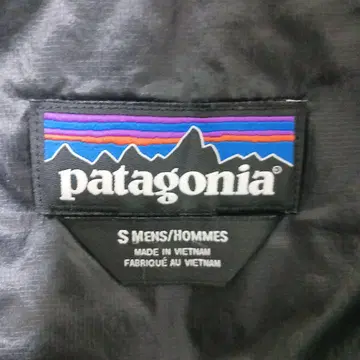 patagonia®
S MENS/HOMMES
MADE IN VIETNAM
FABRIQUÉ AU VIETNAM